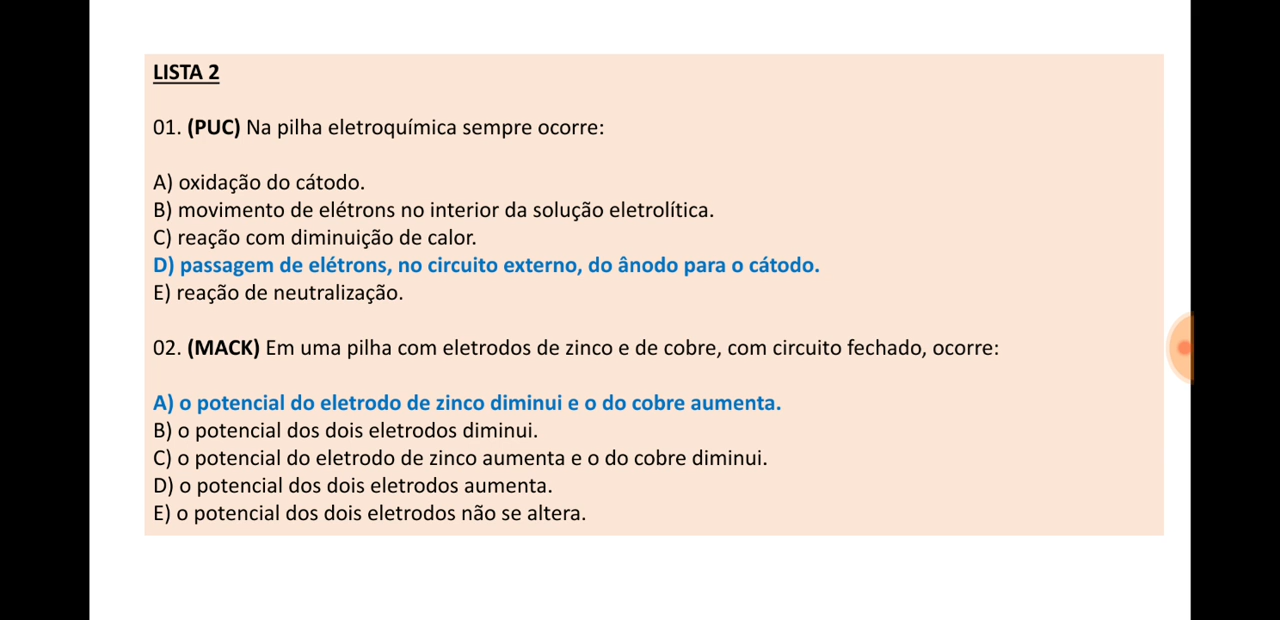 LISTA 2
01. (PUC) Na pilha eletroquímica sempre ocorre:
A) oxidação do cátodo.
B) movimento de elétrons no interior da solução eletrolítica.
C) reação com diminuição de calor.
D) passagem de elétrons, no circuito externo, do ânodo para o cátodo.
E) reação de neutralização.
02. (MACK) Em uma pilha com eletrodos de zinco e de cobre, com circuito fechado, ocorre:
A) o potencial do eletrodo de zinco diminui e o do cobre aumenta.
B) o potencial dos dois eletrodos diminui.
C) o potencial do eletrodo de zinco aumenta e o do cobre diminui.
D) o potencial dos dois eletrodos aumenta.
E) o potencial dos dois eletrodos não se altera.